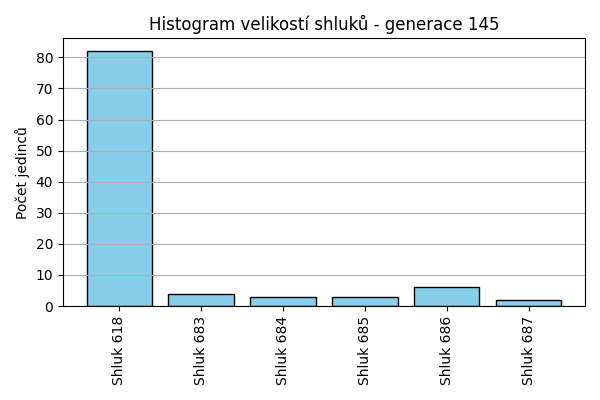 Histogram velikostí shluků - generace 145
Počet jedinců
80
70
60
50
40
30
20
10
0
Shluk 618
Shluk 683
Shluk 684
Shluk 685
Shluk 686
Shluk 687